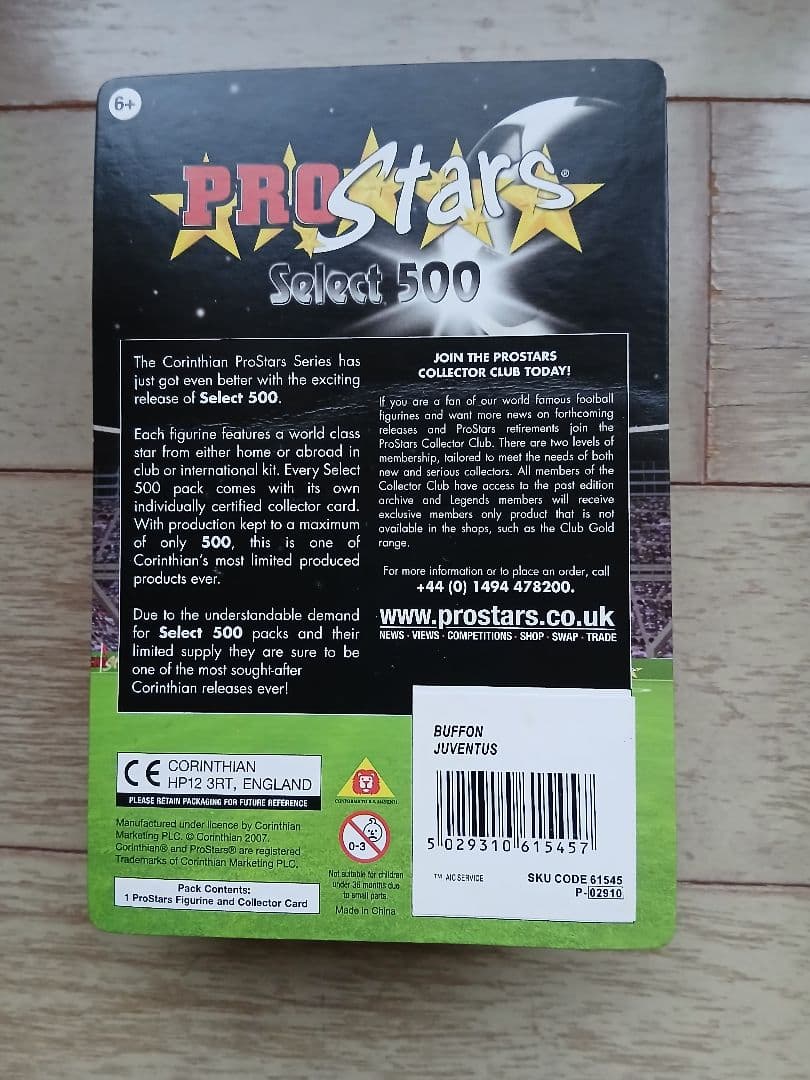 6+
PROStars®
Select 500
The Corinthian ProStars Series has
just got even better with the exciting
release of Select 500.
Each figurine features a world class
star from either home or abroad in
club or international kit. Every Select
500 pack comes with its own
individually certified collector card.
With production kept to a maximum
of only 500, this is one of
Corinthian's most limited produced
products ever.
Due to the understandable demand
for Select 500 packs and their
limited supply they are sure to be
one of the most sought-after
Corinthian releases ever!
JOIN THE PROSTARS
COLLECTOR CLUB TODAY!
If you are a fan of our world famous football
figurines and want more news on forthcoming
releases and ProStars retirements join the
ProStars Collector Club. There are two levels of
membership, tailored to meet the needs of both
new and serious collectors. All members of the
Collector Club have access to the past edition
archive and Legends members will receive
exclusive members only product that is not
available in the shops, such as the Club Gold
range.
For more information or to place an order, call
+44 (0) 1494 478200.
www.prostars.co.uk
NEWS - VIEWS - COMPETITIONS - SHOP - SWAP - TRADE
CE CORINTHIAN
HP12 3RT, ENGLAND
PLEASE RETAIN PACKAGING FOR FUTURE REFERENCE
Manufactured under licence by Corinthian
Marketing PLC. © Corinthian 2007.
Corinthian® and ProStars® are registered
Trademarks of Corinthian Marketing PLC.
Pack Contents:
1 ProStars Figurine and Collector Card
0-3
Not suitable for children
under 36 months due
to small parts.
Made in China
BUFFON
JUVENTUS
5 029310 615457
TM AIC SERVICE
SKU CODE 61545
P-02910